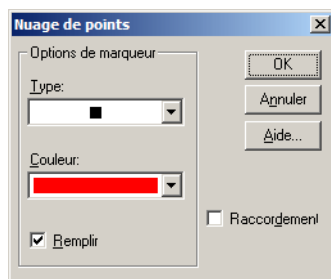 Nuage de points
Options de marqueur
Type:
Couleur:
Remplir
OK
Annuler
Aide...
Raccordement